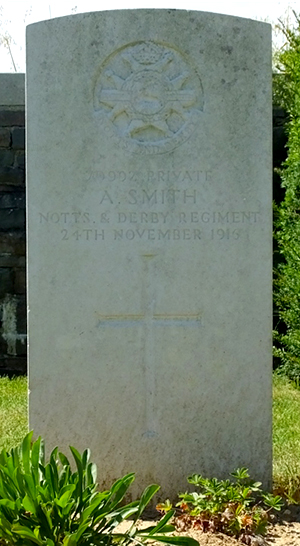 PRIVATE
A. SMITH
NOTTS. & DERBY REGIMENT
24TH NOVEMBER